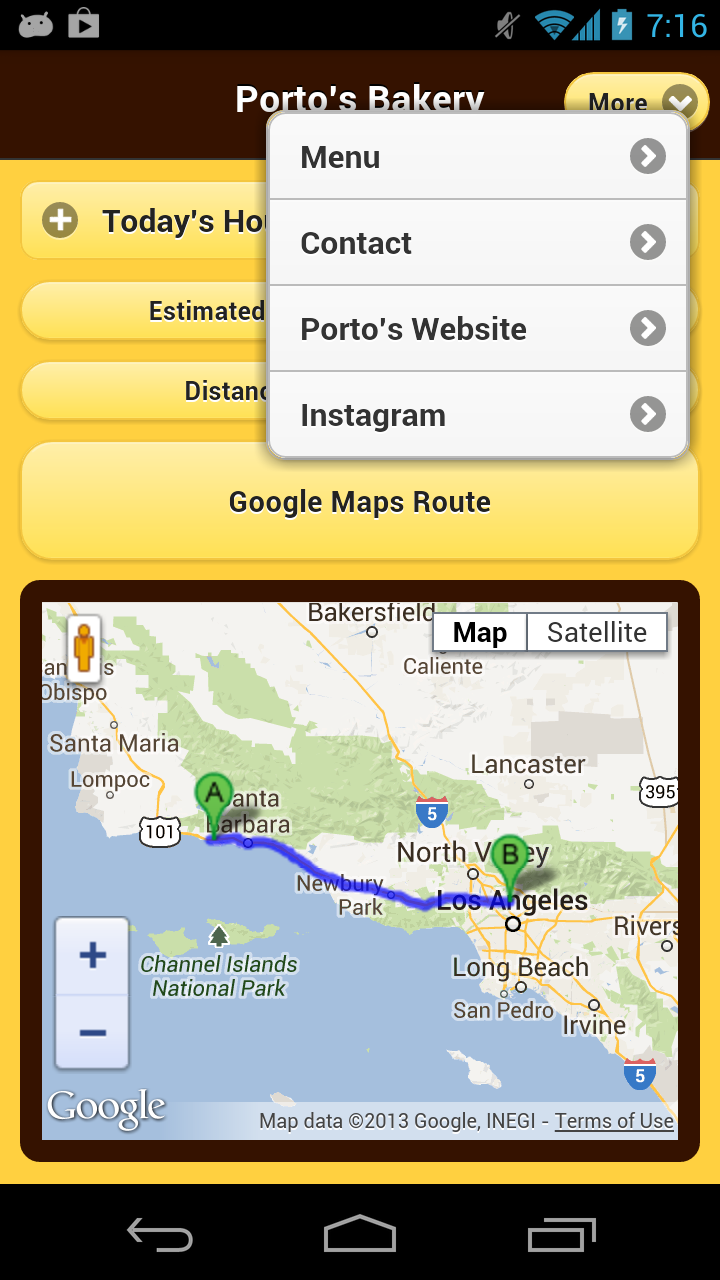 7:16
Porto's Bakery
More
Menu
Today's Hou
Contact
Estimated
Porto's Website
Distanc
Instagram
Google Maps Route
Bakersfield
Map Satellite
Caliente
Obispo
Santa Maria
Lancaster
Lompoc
395
A
anta
5
101
Barbara
North V ey
B
Newbury
Park
Los Angeles
Rivers
Channel Islands
National Park
Long Beach
San Pedro
Irvine
+
−
5
Google
Map data ©2013 Google, INEGI - Terms of Use